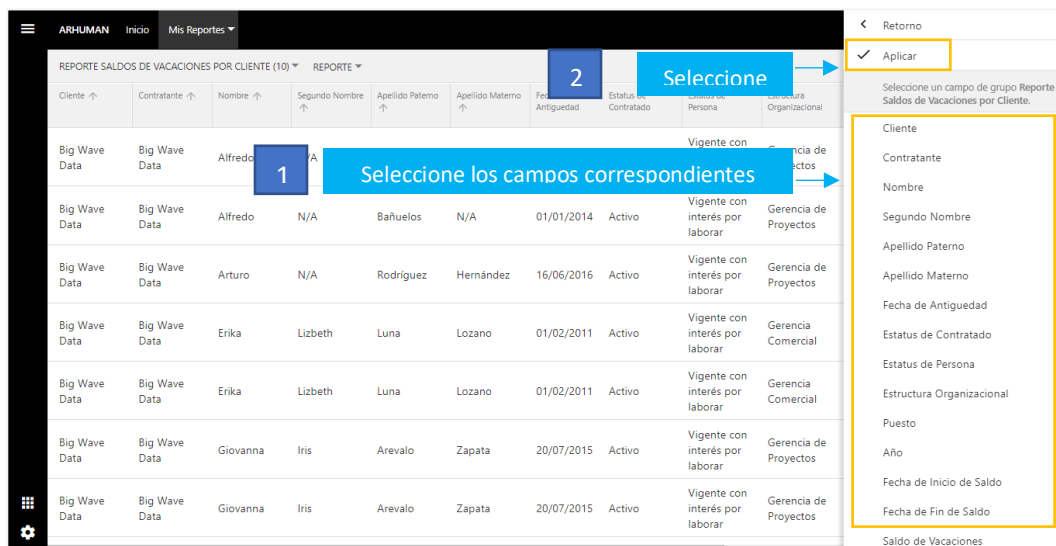 ARHUMAN Inicio Mis Reportes
REPORTE SALDOS DE VACACIONES POR CLIENTE (10) REPORTE
Cliente Contratante Nombre Segundo Nombre Apellido Paterno Apellido Materno
Antiguedad
Contratado
Persona
Organizacional
Big Wave Data Big Wave Data Alfredo
Vigente con
Big Wave Data Big Wave Data Alfredo N/A Bañuelos N/A 01/01/2014 Activo Vigente con interés por laborar Gerencia de Proyectos
Big Wave Data Big Wave Data Arturo N/A Rodríguez Hernández 16/06/2016 Activo Vigente con interés por laborar Gerencia de Proyectos
Big Wave Data Big Wave Data Erika Lizbeth Luna Lozano 01/02/2011 Activo Vigente con interés por laborar Gerencia Comercial
Big Wave Data Big Wave Data Erika Lizbeth Luna Lozano 01/02/2011 Activo Vigente con interés por laborar Gerencia Comercial
Big Wave Data Big Wave Data Giovanna Iris Arevalo Zapata 20/07/2015 Activo Vigente con interés por laborar Gerencia de Proyectos
Big Wave Data Big Wave Data Giovanna Iris Arevalo Zapata 20/07/2015 Activo Vigente con interés por laborar Gerencia de Proyectos
2
Seleccione
1
Seleccione los campos correspondientes
Retorno
Aplicar
Seleccione un campo de grupo Reporte
Saldos de Vacaciones por Cliente.
Cliente
Contratante
Nombre
Segundo Nombre
Apellido Paterno
Apellido Materno
Fecha de Antiguedad
Estatus de Contratado
Estatus de Persona
Estructura Organizacional
Puesto
Año
Fecha de Inicio de Saldo
Fecha de Fin de Saldo
Saldo de Vacaciones